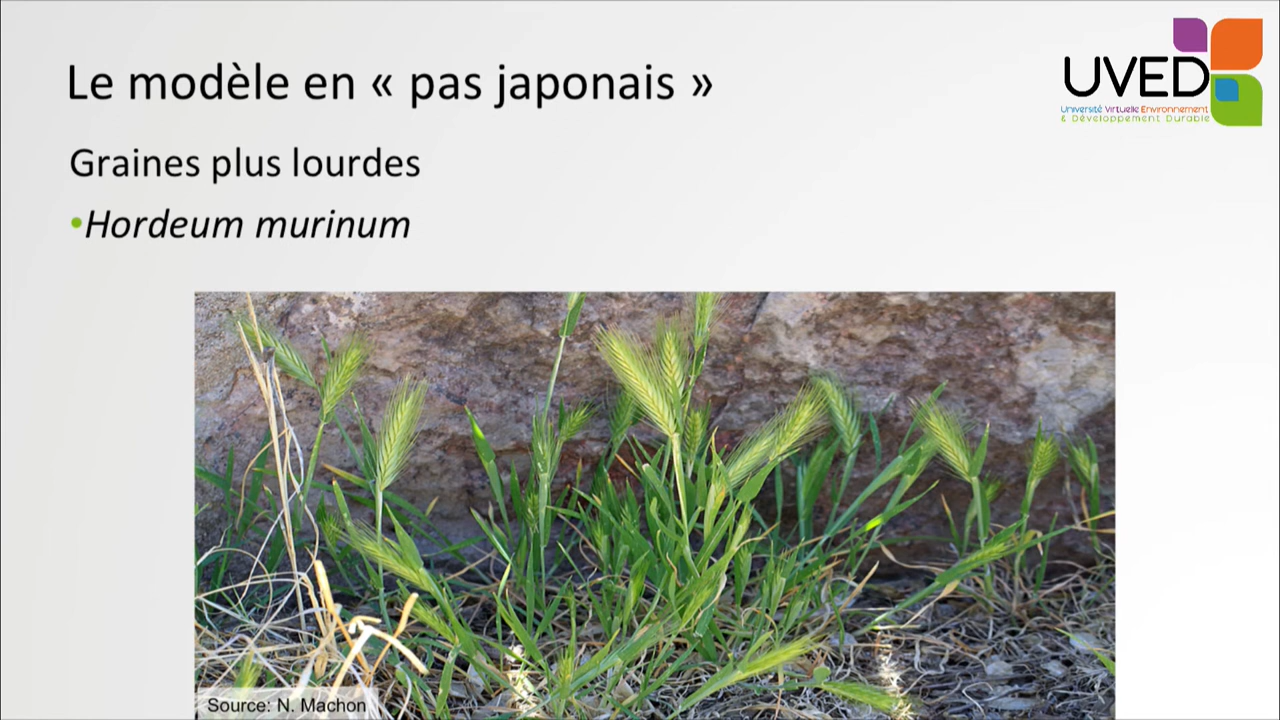 Le modèle en « pas japonais »
UVED
Université Virtuelle Environnement
& Développement Durable
Graines plus lourdes
•Hordeum murinum
Source: N. Machon